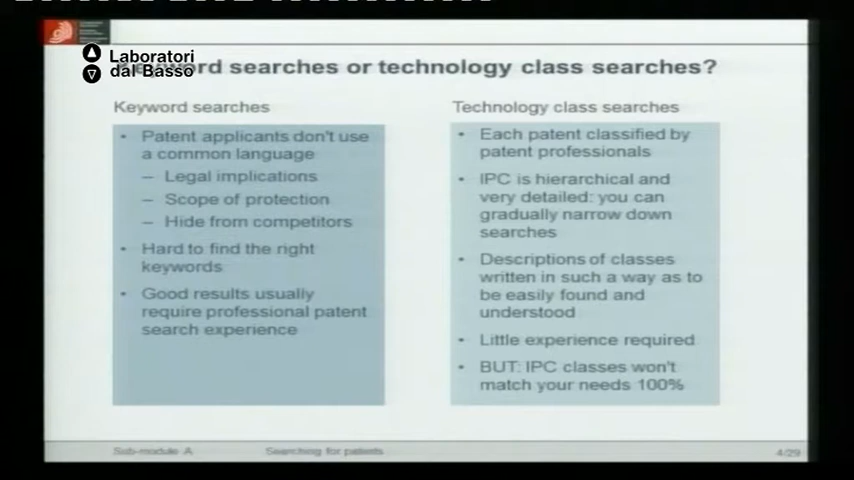 Laboratori
dal Basso
Keyword searches or technology class searches?
Keyword searches
• Patent applicants don't use
a common language
– Legal implications
– Scope of protection
– Hide from competitors
• Hard to find the right
keywords
• Good results usually
require professional patent
search experience
Technology class searches
• Each patent classified by
patent professionals
• IPC is hierarchical and
very detailed: you can
gradually narrow down
searches
• Descriptions of classes
written in such a way as to
be easily found and
understood
• Little experience required
• BUT: IPC classes won't
match your needs 100%
Sub-module A Searching for patents 4/29